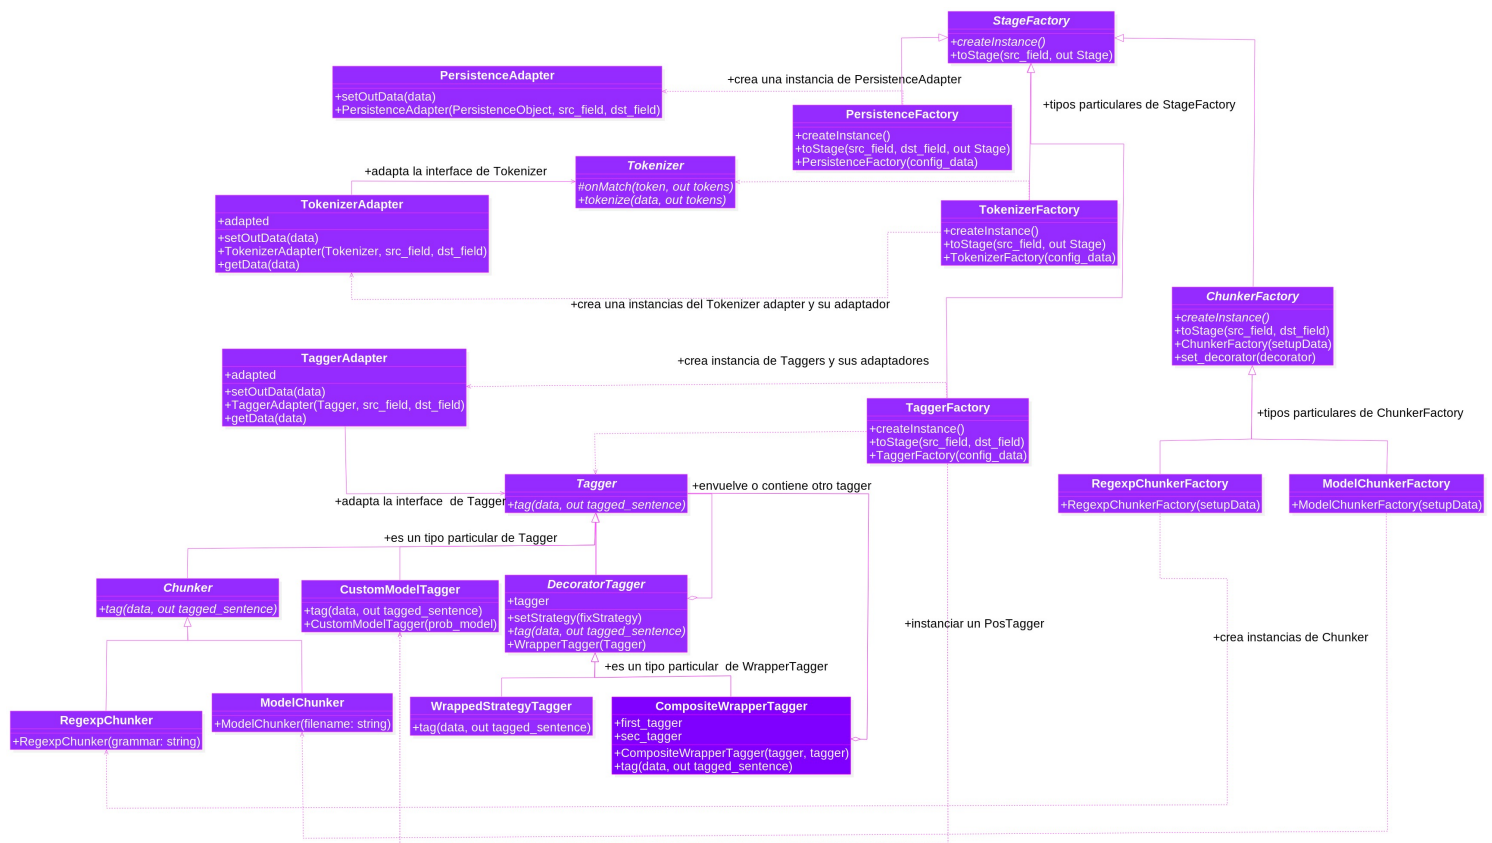 StageFactory
+createInstance()
+toStage(src_field, out Stage)
PersistenceAdapter
+setOutData(data)
+PersistenceAdapter(PersistenceObject, src_field, dst_field)
+crea una instancia de PersistenceAdapter
+tipos particulares de StageFactory
PersistenceFactory
+createInstance()
+toStage(src_field, dst_field, out Stage)
+PersistenceFactory(config_data)
Tokenizer
#onMatch(token, out tokens)
+tokenize(data, out tokens)
+adapta la interface de Tokenizer
TokenizerAdapter
+adapted
+setOutData(data)
+TokenizerAdapter(Tokenizer, src_field, dst_field)
+getData(data)
TokenizerFactory
+createInstance()
+toStage(src_field, out Stage)
+TokenizerFactory(config_data)
+crea una instancias del Tokenizer adapter y su adaptador
ChunkerFactory
+createInstance()
+toStage(src_field, dst_field)
+ChunkerFactory(setupData)
+set_decorator(decorator)
TaggerAdapter
+adapted
+setOutData(data)
+TaggerAdapter(Tagger, src_field, dst_field)
+getData(data)
+crea instancia de Taggers y sus adaptadores
TaggerFactory
+createInstance()
+toStage(src_field, dst_field)
+TaggerFactory(config_data)
+tipos particulares de ChunkerFactory
RegexpChunkerFactory
+RegexpChunkerFactory(setupData)
ModelChunkerFactory
+ModelChunkerFactory(setupData)
Tagger
+tag(data, out tagged_sentence)
+envuelve o contiene otro tagger
+adapta la interface  de Tagger
+es un tipo particular de Tagger
Chunker
+tag(data, out tagged_sentence)
CustomModelTagger
+tag(data, out tagged_sentence)
+CustomModelTagger(prob_model)
DecoratorTagger
+tagger
+setStrategy(fixStrategy)
+tag(data, out tagged_sentence)
+WrapperTagger(Tagger)
+instanciar un PosTagger
+crea instancias de Chunker
+es un tipo particular  de WrapperTagger
RegexpChunker
+RegexpChunker(grammar: string)
ModelChunker
+ModelChunker(filename: string)
WrappedStrategyTagger
+tag(data, out tagged_sentence)
CompositeWrapperTagger
+first_tagger
+sec_tagger
+CompositeWrapperTagger(tagger, tagger)
+tag(data, out tagged_sentence)